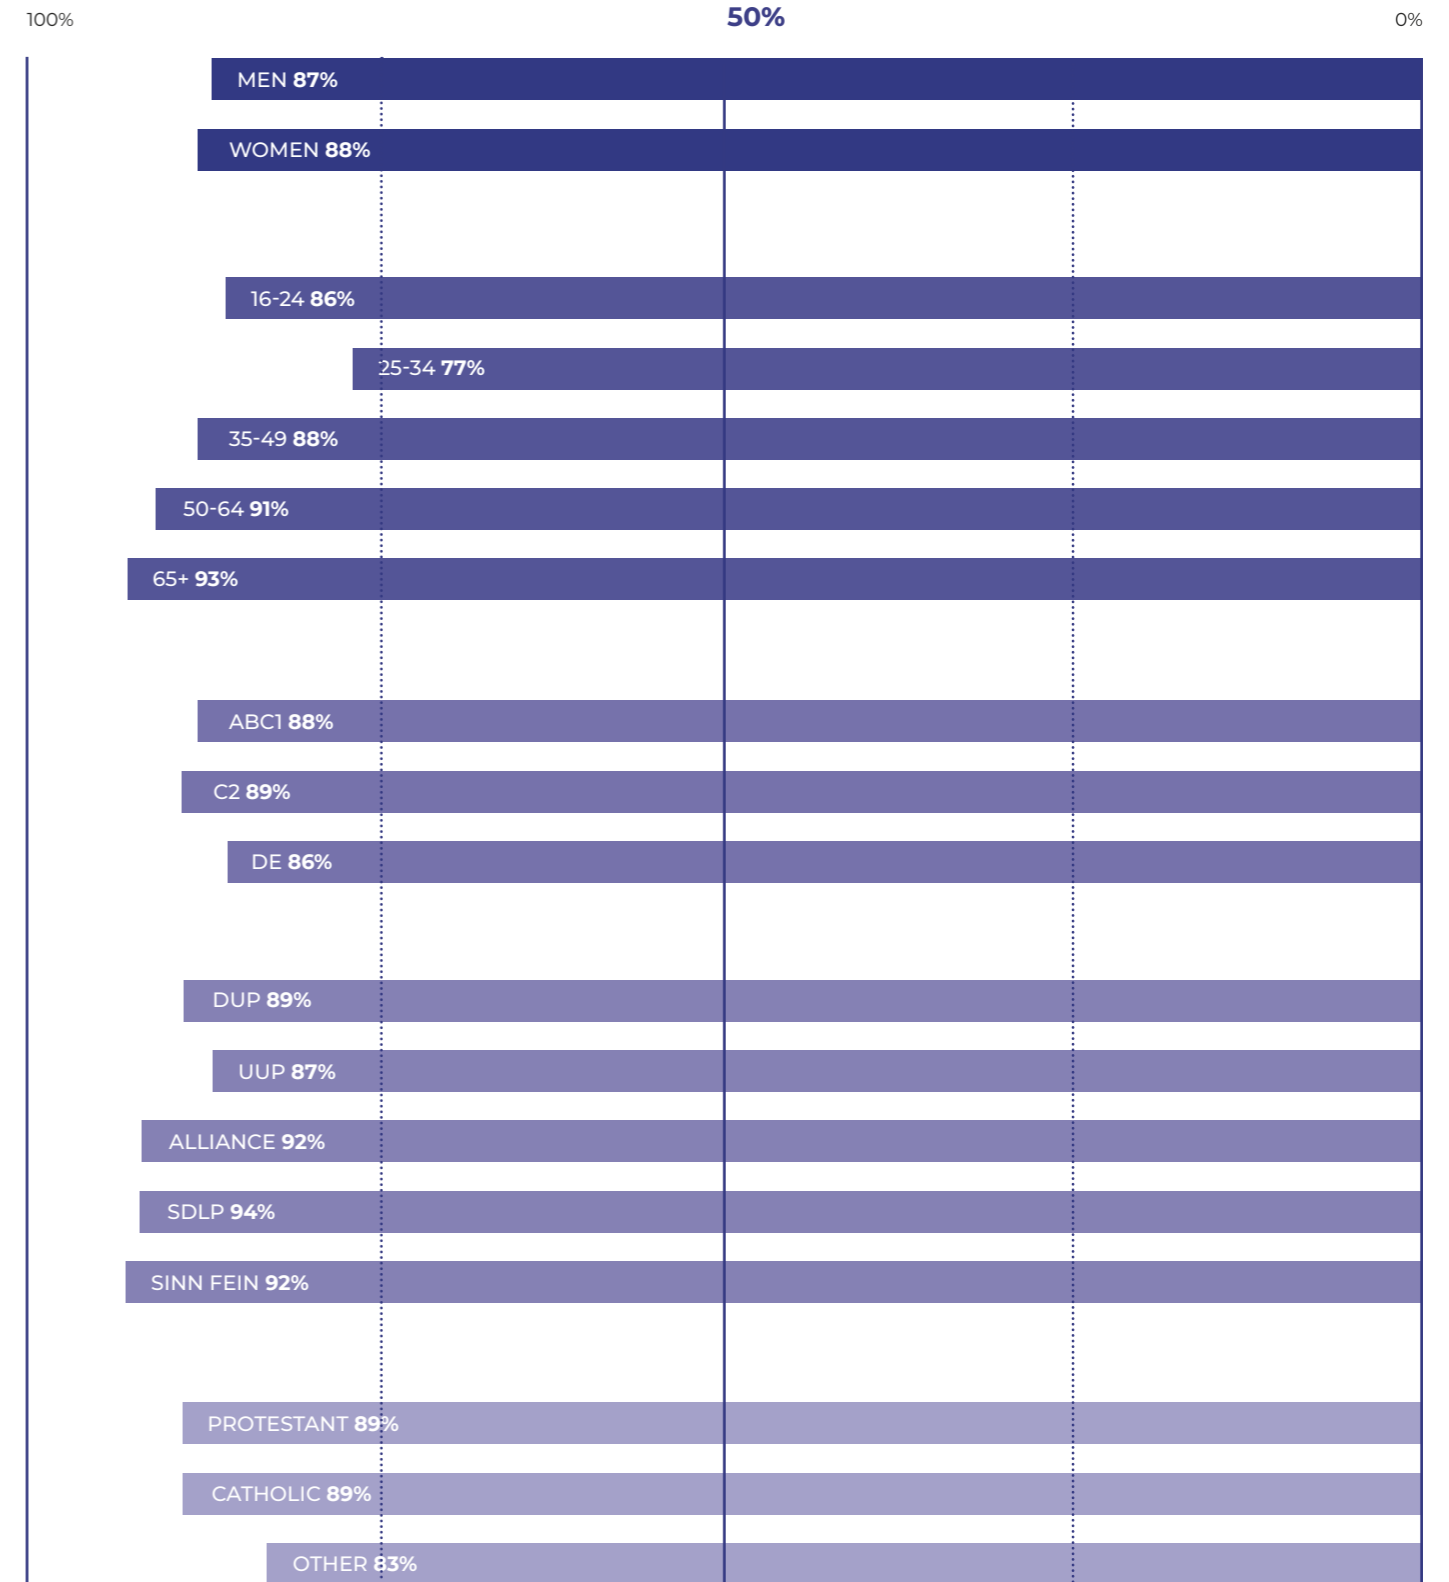 100% 50% 0%
MEN 87%
WOMEN 88%
16-24 86%
25-34 77%
35-49 88%
50-64 91%
65+ 93%
ABC1 88%
C2 89%
DE 86%
DUP 89%
UUP 87%
ALLIANCE 92%
SDLP 94%
SINN FEIN 92%
PROTESTANT 89%
CATHOLIC 89%
OTHER 83%